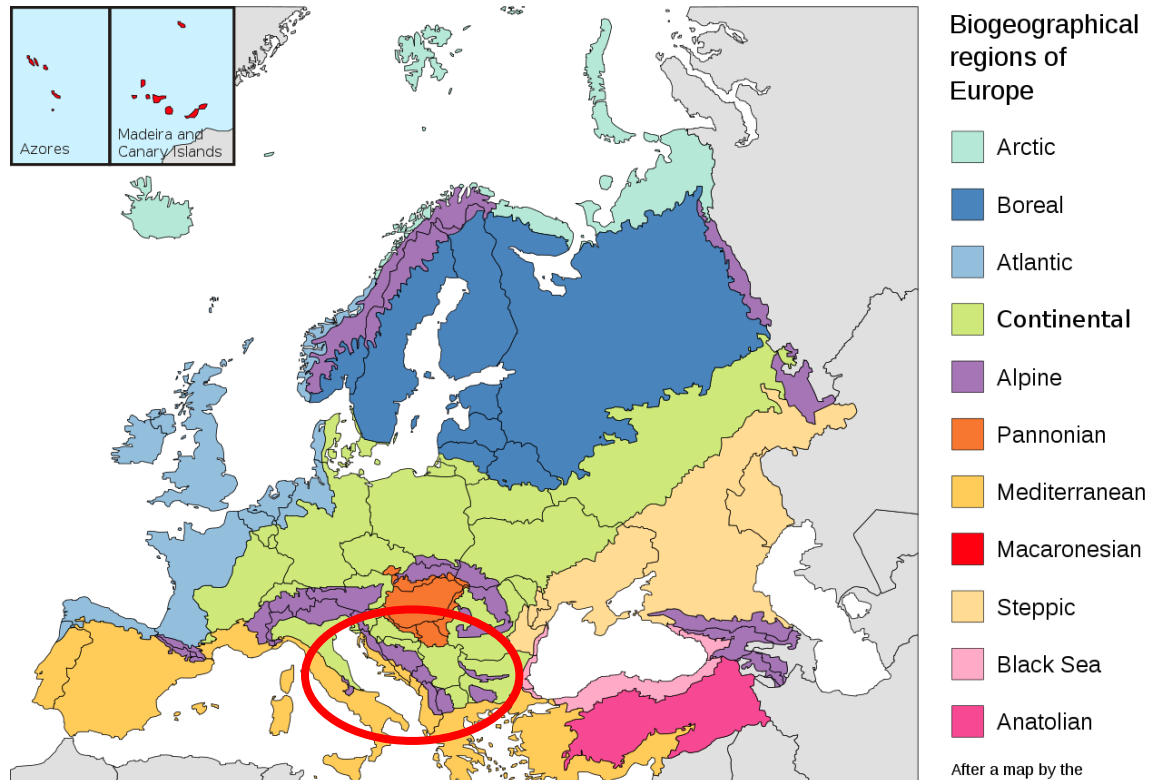 Azores
Madeira and
Canary Islands
Biogeographical
regions of
Europe
Arctic
Boreal
Atlantic
Continental
Alpine
Pannonian
Mediterranean
Macaronesian
Steppic
Black Sea
Anatolian
After a map by the